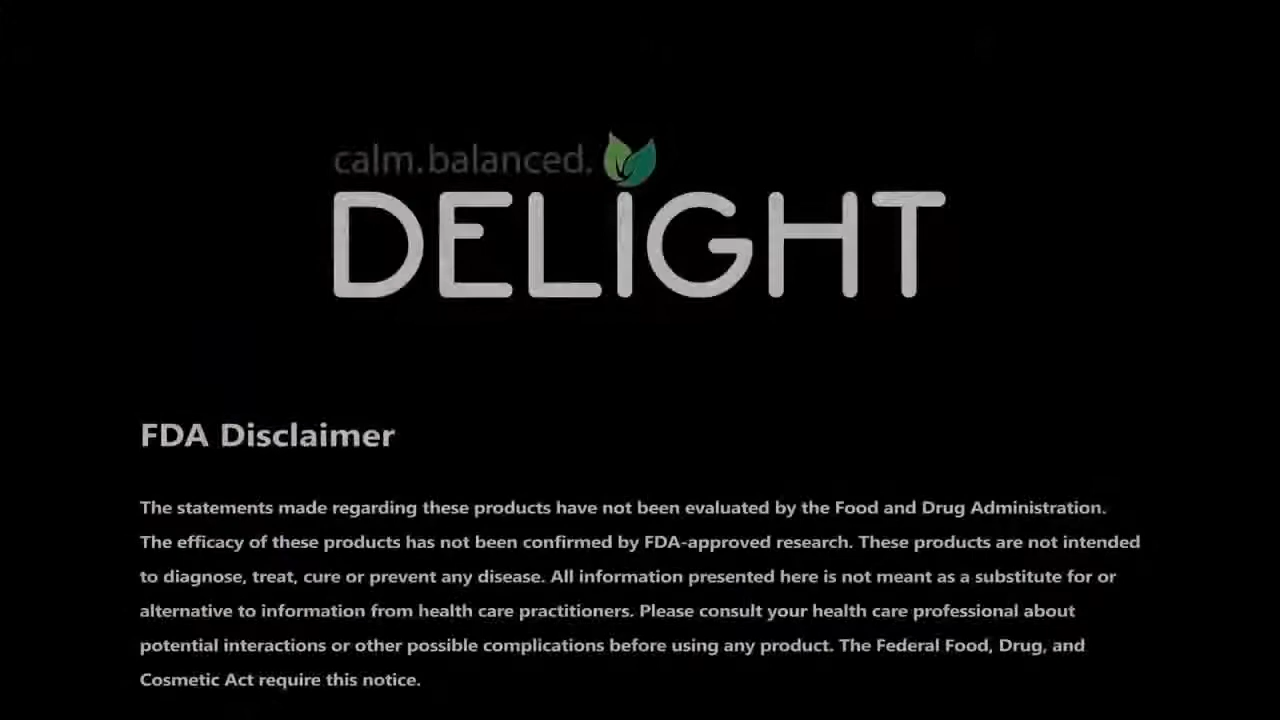 calm.balanced.
DELIGHT
FDA Disclaimer
The statements made regarding these products have not been evaluated by the Food and Drug Administration.
The efficacy of these products has not been confirmed by FDA-approved research. These products are not intended
to diagnose, treat, cure or prevent any disease. All information presented here is not meant as a substitute for or
alternative to information from health care practitioners. Please consult your health care professional about
potential interactions or other possible complications before using any product. The Federal Food, Drug, and
Cosmetic Act require this notice.